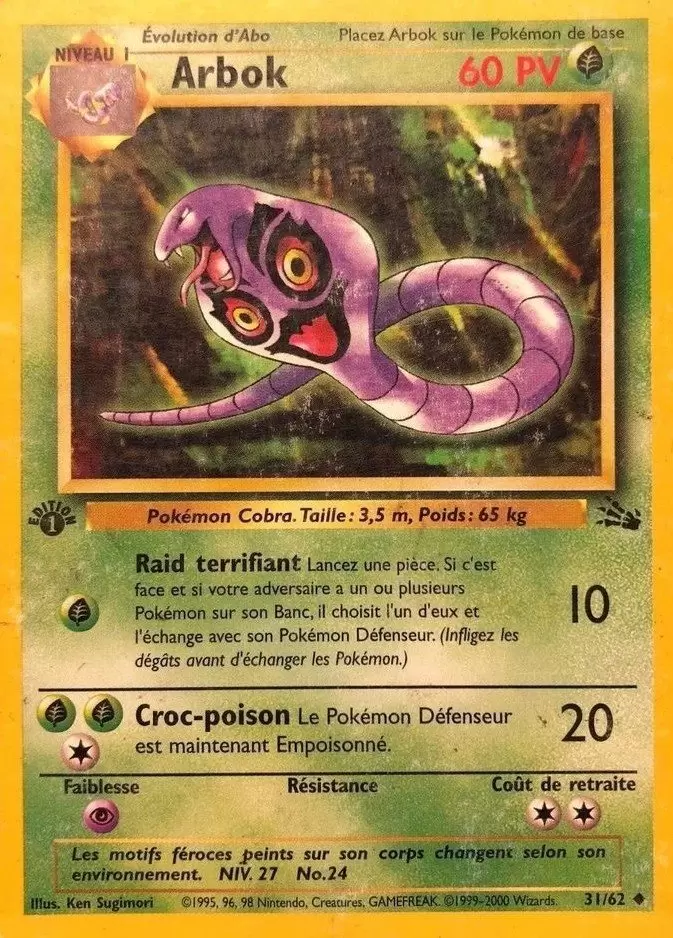 Évolution d'Abo Placez Arbok sur le Pokémon de base
NIVEAU 1
Arbok 60 PV
EDITION
1
Pokémon Cobra. Taille: 3,5 m, Poids: 65 kg
Raid terrifiant Lancez une pièce. Si c'est
face et si votre adversaire a un ou plusieurs
Pokémon sur son Banc, il choisit l'un d'eux et
l'échange avec son Pokémon Défenseur. (Infligez les
dégâts avant d'échanger les Pokémon.)
10
Croc-poison Le Pokémon Défenseur
est maintenant Empoisonné.
20
Faiblesse Résistance Coût de retraite
Les motifs féroces peints sur son corps changent selon son
environnement. NIV. 27 No.24
Illus. Ken Sugimori ©1995, 96, 98 Nintendo, Creatures, GAMEFREAK. ©1999-2000 Wizards. 31/62